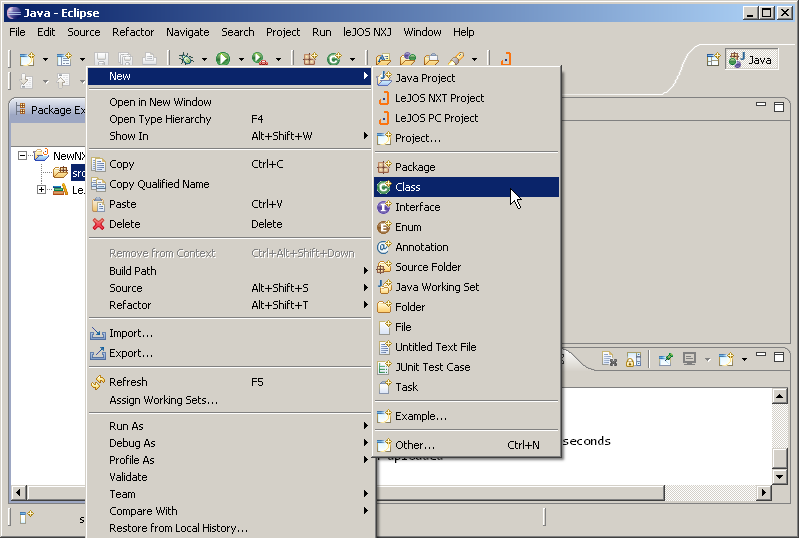 Java - Eclipse
File Edit Source Refactor Navigate Search Project Run leJOS NXJ Window Help
Java
Package Ex
NewNX
src
Le
New
Open in New Window
Open Type Hierarchy F4
Show In Alt+Shift+W
Copy Ctrl+C
Copy Qualified Name
Paste Ctrl+V
Delete Delete
Remove from Context Ctrl+Alt+Shift+Down
Build Path
Source Alt+Shift+S
Refactor Alt+Shift+T
Import...
Export...
Refresh F5
Assign Working Sets...
Run As
Debug As
Profile As
Validate
Team
Compare With
Restore from Local History...
Java Project
LeJOS NXT Project
LeJOS PC Project
Project...
Package
Class
Interface
Enum
Annotation
Source Folder
Java Working Set
Folder
File
Untitled Text File
JUnit Test Case
Task
Example...
Other... Ctrl+N
seconds
s